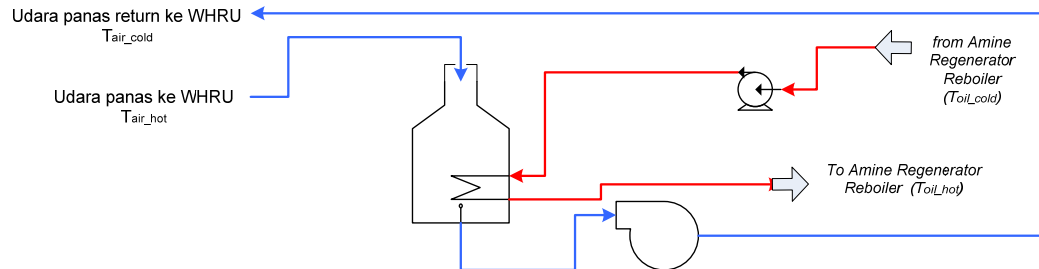 Udara panas return ke WHRU
Tair_cold
Udara panas ke WHRU
Tair_hot
from Amine
Regenerator
Reboiler
(Toil_cold)
To Amine Regenerator
Reboiler (Toil_hot)